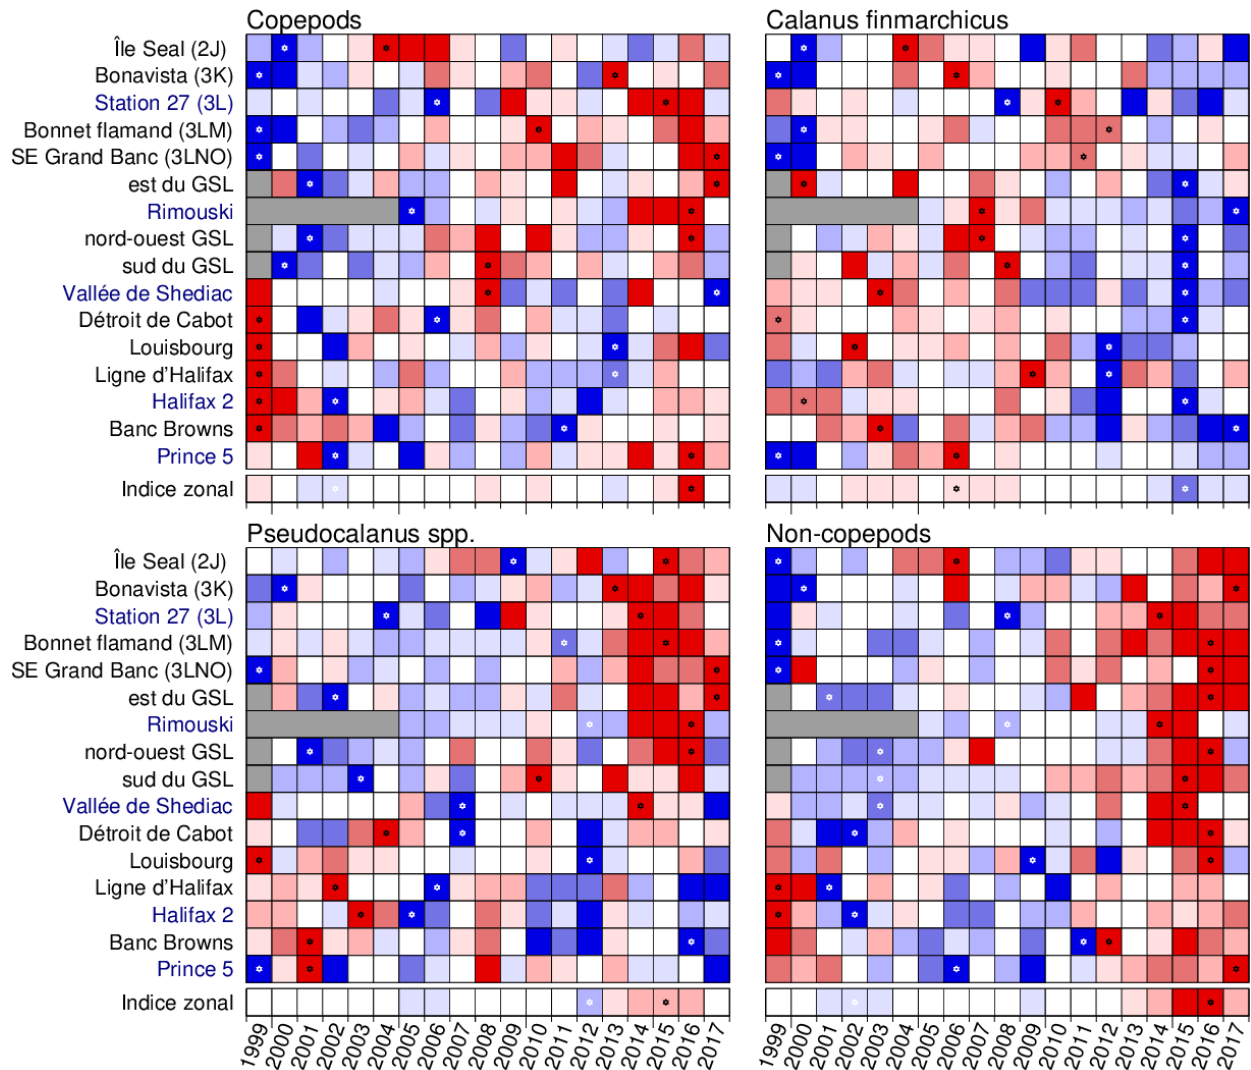 Copepods
Calanus finmarchicus
Île Seal (2J)
Bonavista (3K)
Station 27 (3L)
Bonnet flamand (3LM)
SE Grand Banc (3LNO)
est du GSL
Rimouski
nord-ouest GSL
sud du GSL
Vallée de Shediac
Détroit de Cabot
Louisbourg
Ligne d'Halifax
Halifax 2
Banc Browns
Prince 5
Indice zonal
Pseudocalanus spp.
Non-copepods
Île Seal (2J)
Bonavista (3K)
Station 27 (3L)
Bonnet flamand (3LM)
SE Grand Banc (3LNO)
est du GSL
Rimouski
nord-ouest GSL
sud du GSL
Vallée de Shediac
Détroit de Cabot
Louisbourg
Ligne d'Halifax
Halifax 2
Banc Browns
Prince 5
Indice zonal
1999 2000 2001 2002 2003 2004 2005 2006 2007 2008 2009 2010 2011 2012 2013 2014 2015 2016 2017
1999 2000 2001 2002 2003 2004 2005 2006 2007 2008 2009 2010 2011 2012 2013 2014 2015 2016 2017